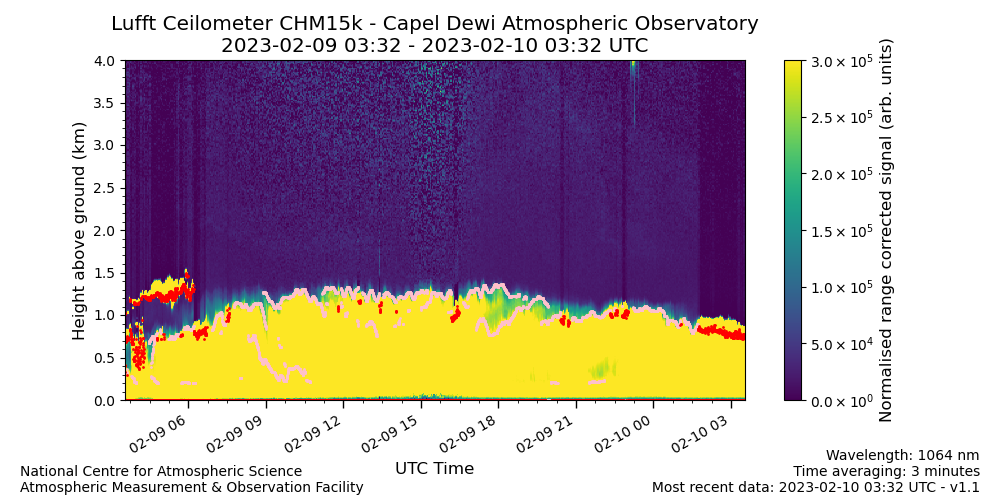 Lufft Ceilometer CHM15k - Capel Dewi Atmospheric Observatory
2023-02-09 03:32 - 2023-02-10 03:32 UTC
4.0
3.5
3.0
2.5
2.0
1.5
1.0
0.5
0.0
Height above ground (km)
02-09 06
02-09 09
02-09 12
02-09 15
02-09 18
02-09 21
02-10 00
02-10 03
UTC Time
3.0 × 10⁵
2.5 × 10⁵
2.0 × 10⁵
1.5 × 10⁵
1.0 × 10⁵
5.0 × 10⁴
0.0 × 10⁰
Normalised range corrected signal (arb. units)
National Centre for Atmospheric Science
Atmospheric Measurement & Observation Facility
Wavelength: 1064 nm
Time averaging: 3 minutes
Most recent data: 2023-02-10 03:32 UTC - v1.1